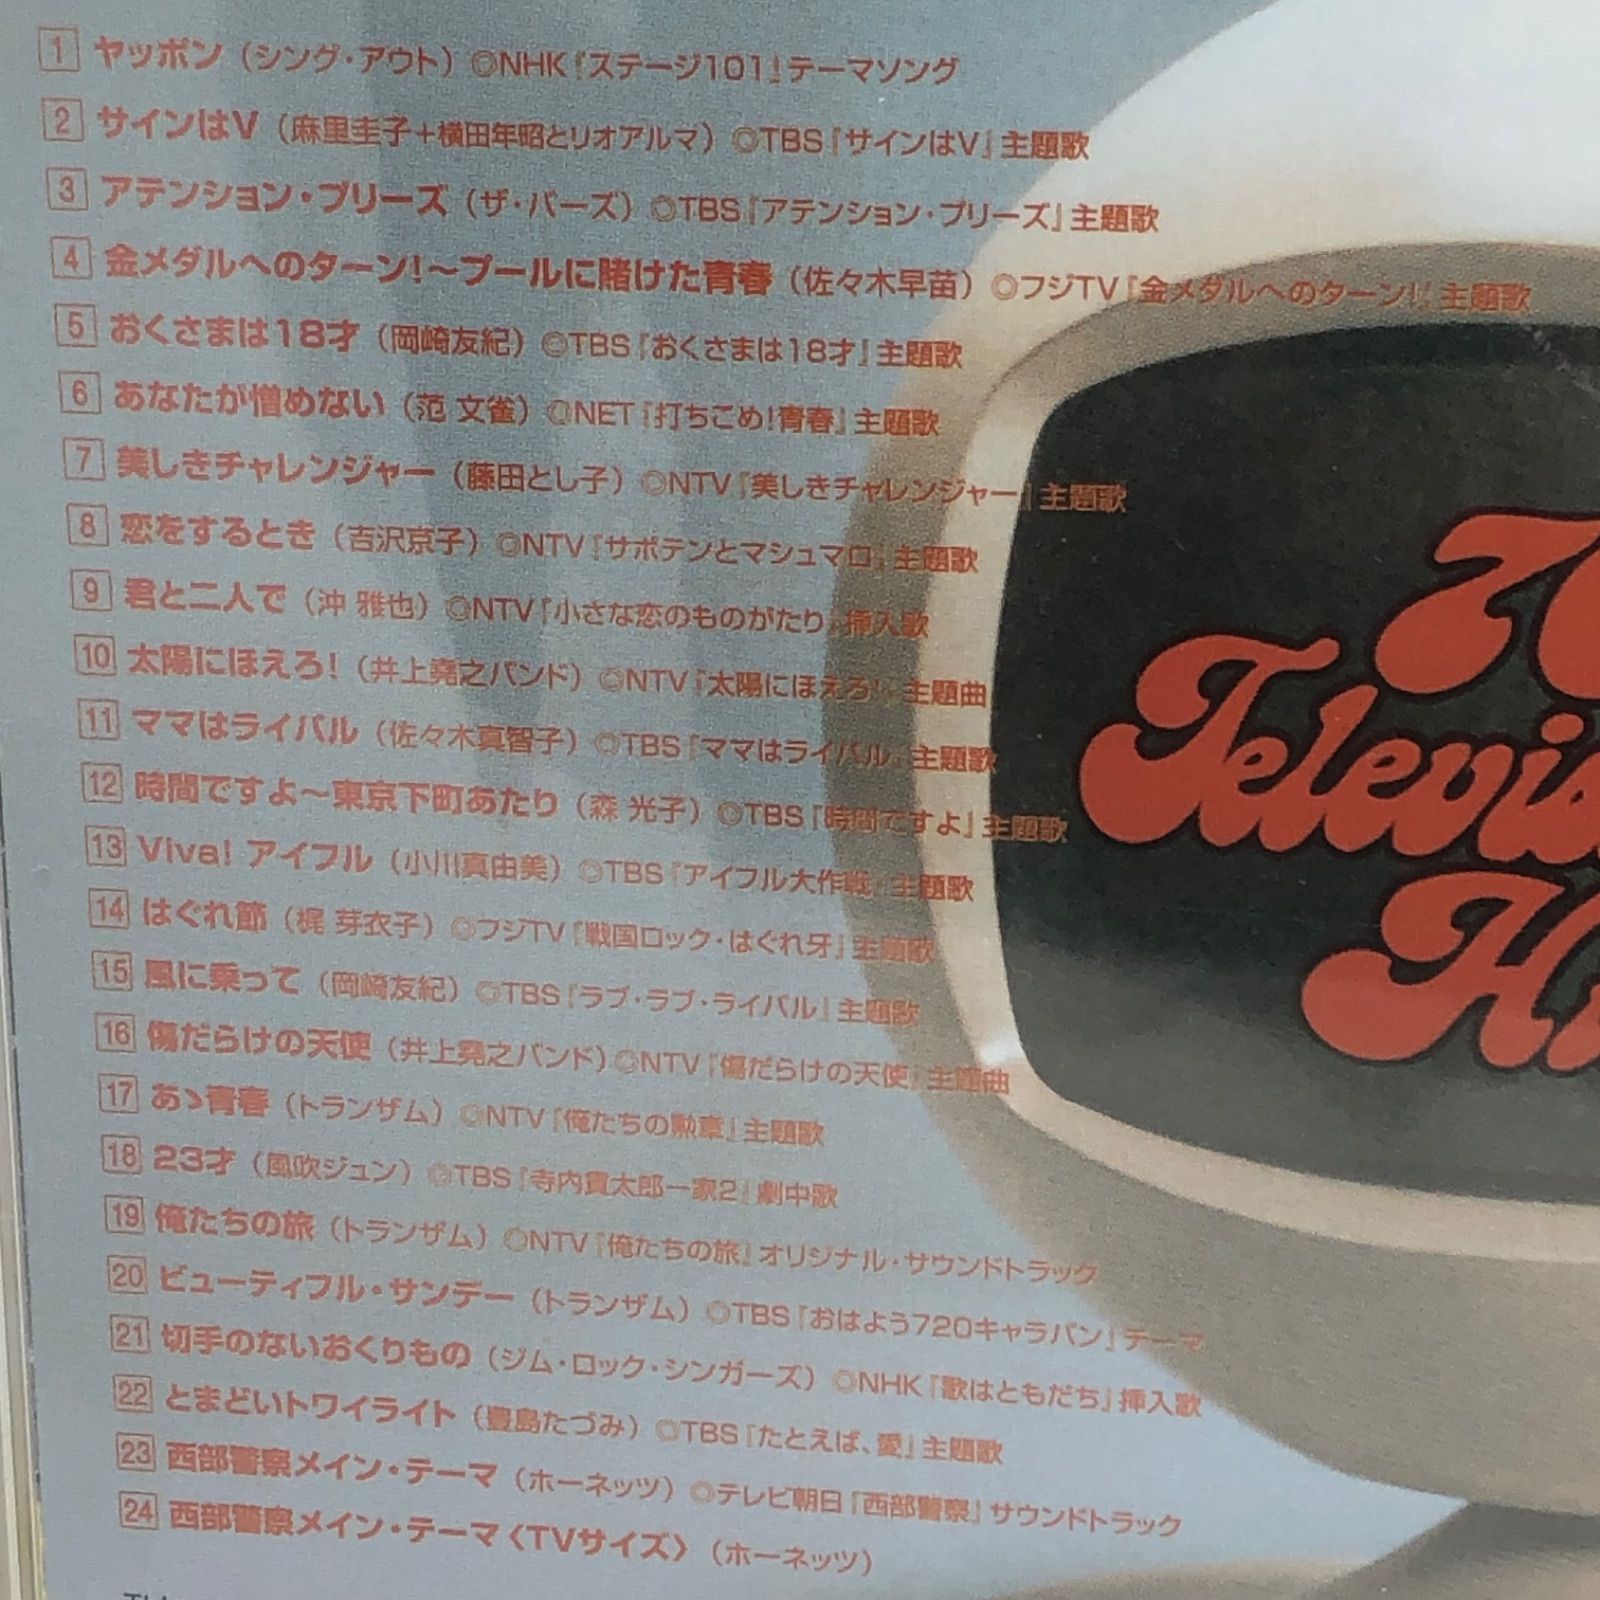 1 ヤッポン（シング・アウト）◎NHK『ステージ101』テーマソング
2 サインはV（麻里圭子＋横田年昭とリオアルマ）◎TBS『サインはV』主題歌
3 アテンション・プリーズ（ザ・バーズ）◎TBS『アテンション・プリーズ』主題歌
4 金メダルへのターン!〜プールに賭けた青春（佐々木早苗）◎フジTV『金メダルへのターン!』主題歌
5 おくさまは18才（岡崎友紀）◎TBS『おくさまは18才』主題歌
6 あなたが憎めない（范 文雀）◎NET『打ちこめ!青春』主題歌
7 美しきチャレンジャー（藤田とし子）◎NTV『美しきチャレンジャー』主題歌
8 恋をするとき（吉沢京子）◎NTV『サボテンとマシュマロ』主題歌
9 君と二人で（沖 雅也）◎NTV『小さな恋のものがたり』挿入歌
10 太陽にほえろ!（井上堯之バンド）◎NTV『太陽にほえろ!』主題曲
11 ママはライバル（佐々木真智子）◎TBS『ママはライバル』主題歌
12 時間ですよ〜東京下町あたり（森 光子）◎TBS『時間ですよ』主題歌
13 Viva! アイフル（小川真由美）◎TBS『アイフル大作戦』主題歌
14 はぐれ節（梶 芽衣子）◎フジTV『戦国ロック・はぐれ牙』主題歌
15 風に乗って（岡崎友紀）◎TBS『ラブ・ラブ・ライバル』主題歌
16 傷だらけの天使（井上堯之バンド）◎NTV『傷だらけの天使』主題曲
17 あゝ青春（トランザム）◎NTV『俺たちの勲章』主題歌
18 23才（風吹ジュン）◎TBS『寺内貫太郎一家2』劇中歌
19 俺たちの旅（トランザム）◎NTV『俺たちの旅』オリジナル・サウンドトラック
20 ビューティフル・サンデー（トランザム）◎TBS『おはよう720キャラバン』テーマ
21 切手のないおくりもの（ジム・ロック・シンガーズ）◎NHK『歌はともだち』挿入歌
22 とまどいトワイライト（豊島たづみ）◎TBS『たとえば、愛』主題歌
23 西部警察メイン・テーマ（ホーネッツ）◎テレビ朝日『西部警察』サウンドトラック
24 西部警察メイン・テーマ〈TVサイズ〉（ホーネッツ）
7
Televis
H